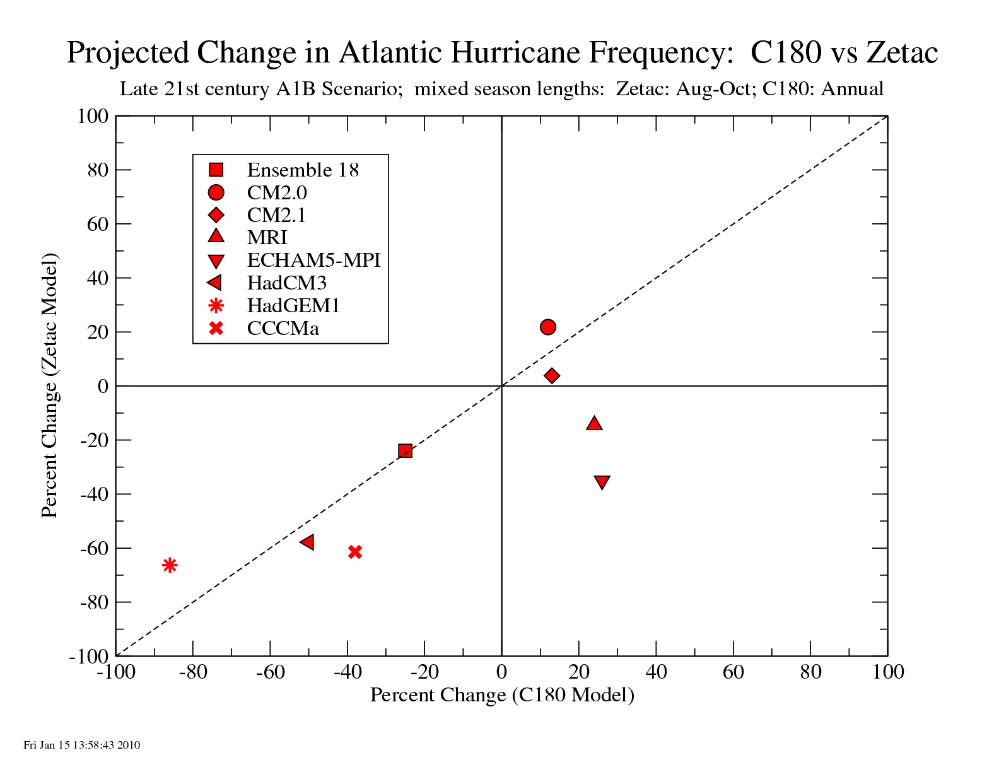 Projected Change in Atlantic Hurricane Frequency:  C180 vs Zetac
Late 21st century A1B Scenario;  mixed season lengths:  Zetac: Aug-Oct; C180: Annual
100
80
60
40
20
0
-20
-40
-60
-80
-100
Percent Change (Zetac Model)
Ensemble 18
CM2.0
CM2.1
MRI
ECHAM5-MPI
HadCM3
HadGEM1
CCCMa
-100 -80 -60 -40 -20 0 20 40 60 80 100
Percent Change (C180 Model)
Fri Jan 15 13:58:43 2010